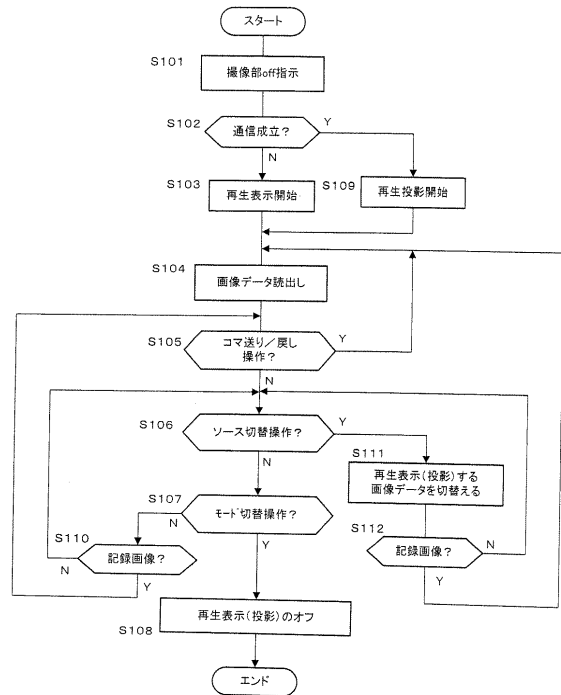 スタート
S101
撮像部off指示
S102
通信成立?
Y
N
S103
再生表示開始
S109
再生投影開始
S104
画像データ読出し
S105
コマ送り/戻し
操作?
Y
N
S106
ソース切替操作?
Y
N
S111
再生表示(投影)する
画像データを切替える
S107
モード切替操作?
N
Y
S110
記録画像?
N
Y
S112
記録画像?
N
Y
再生表示(投影)のオフ
S108
エンド